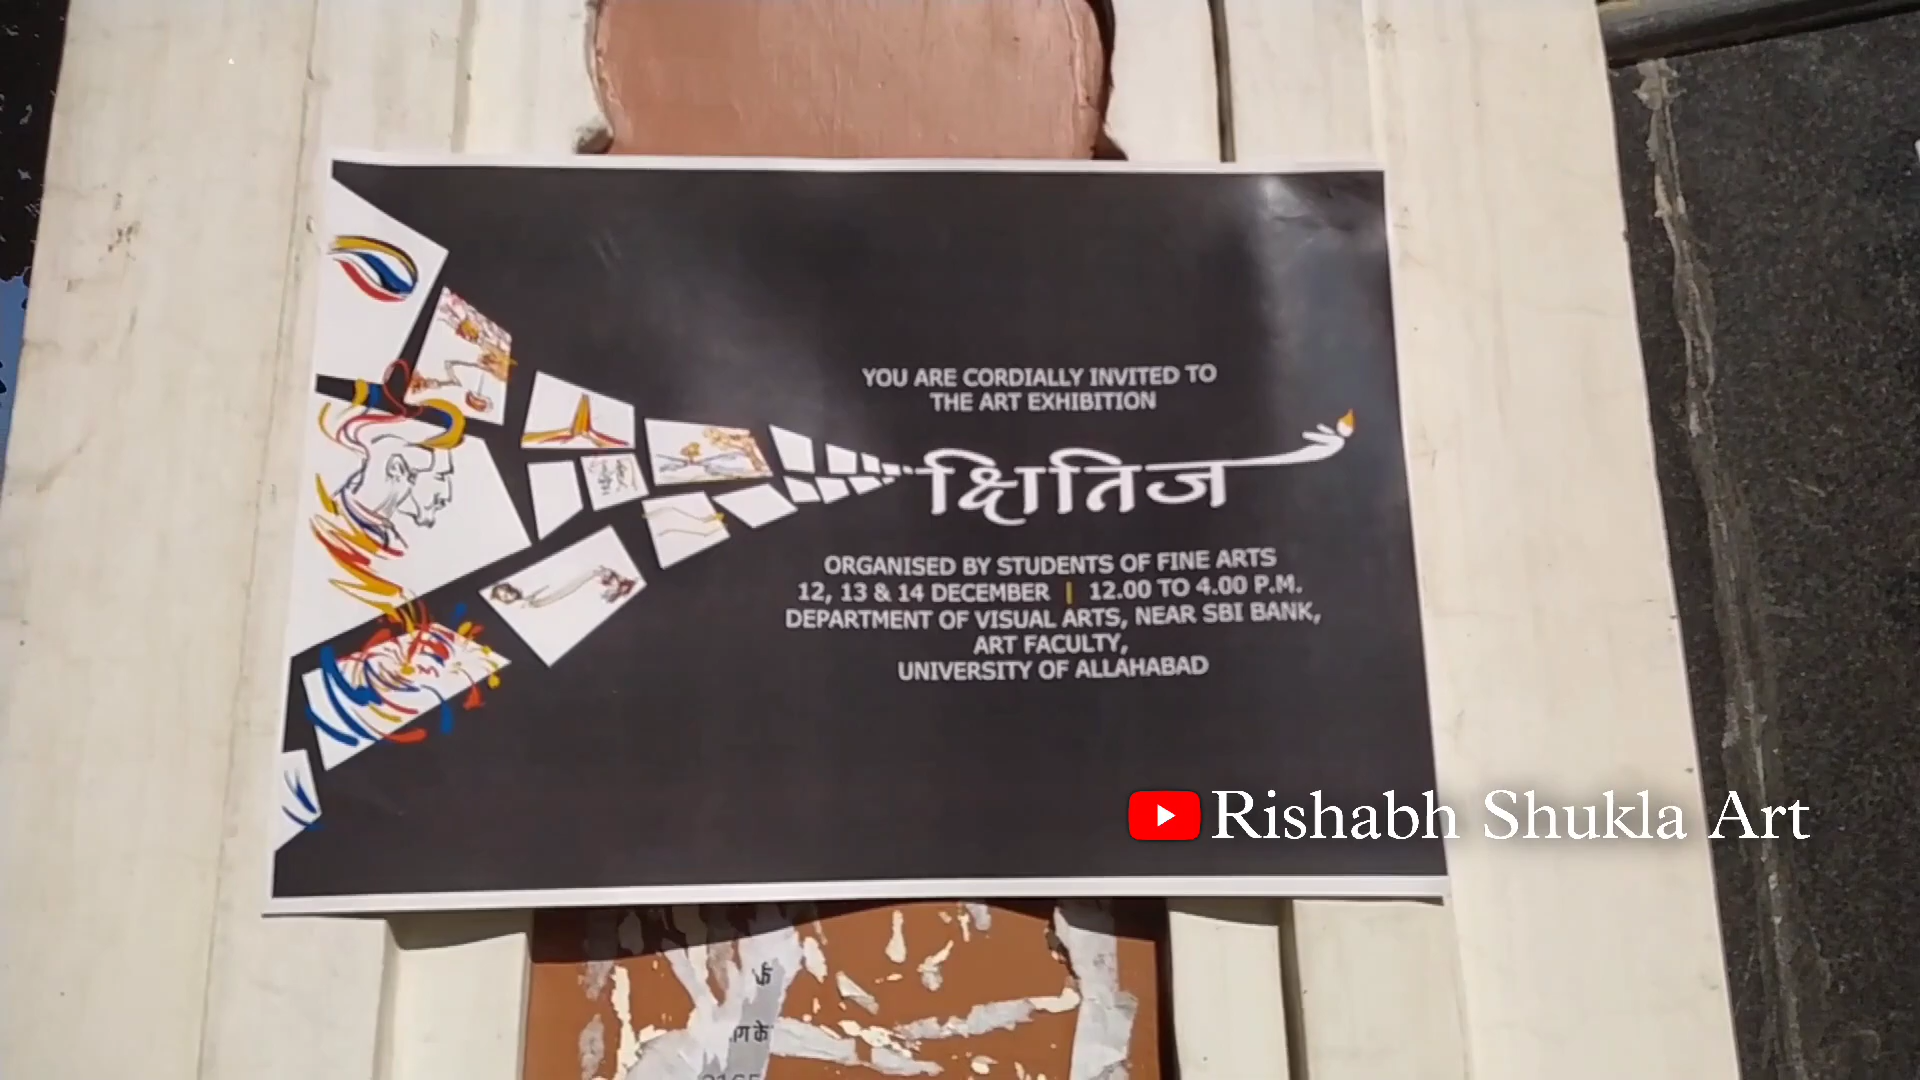 YOU ARE CORDIALLY INVITED TO
THE ART EXHIBITION
क्षितिज
ORGANISED BY STUDENTS OF FINE ARTS
12, 13 & 14 DECEMBER | 12.00 TO 4.00 P.M.
DEPARTMENT OF VISUAL ARTS, NEAR SBI BANK,
ART FACULTY,
UNIVERSITY OF ALLAHABAD
Rishabh Shukla Art